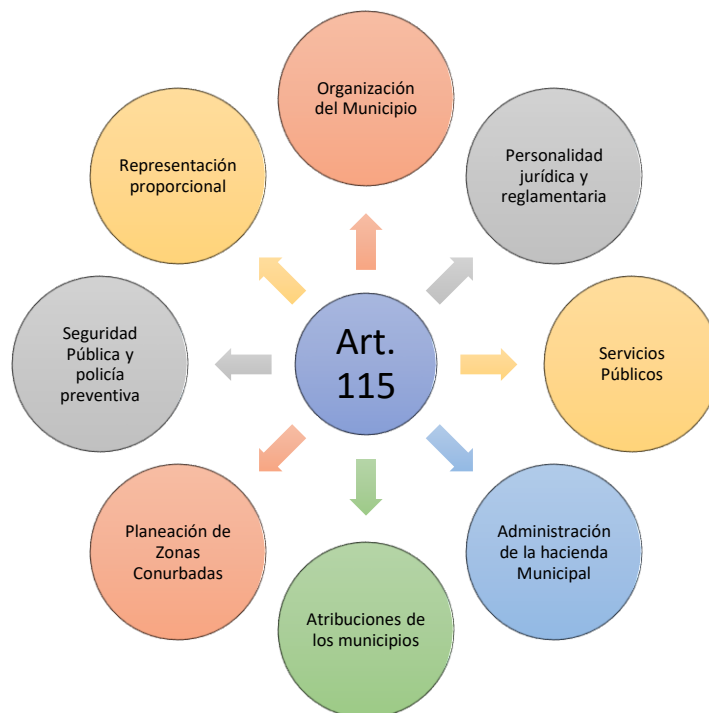 Organización
del Municipio
Personalidad
jurídica y
reglamentaria
Servicios
Públicos
Administración
de la hacienda
Municipal
Atribuciones de
los municipios
Planeación de
Zonas
Conurbadas
Seguridad
Pública y
policía
preventiva
Representación
proporcional
Art.
115